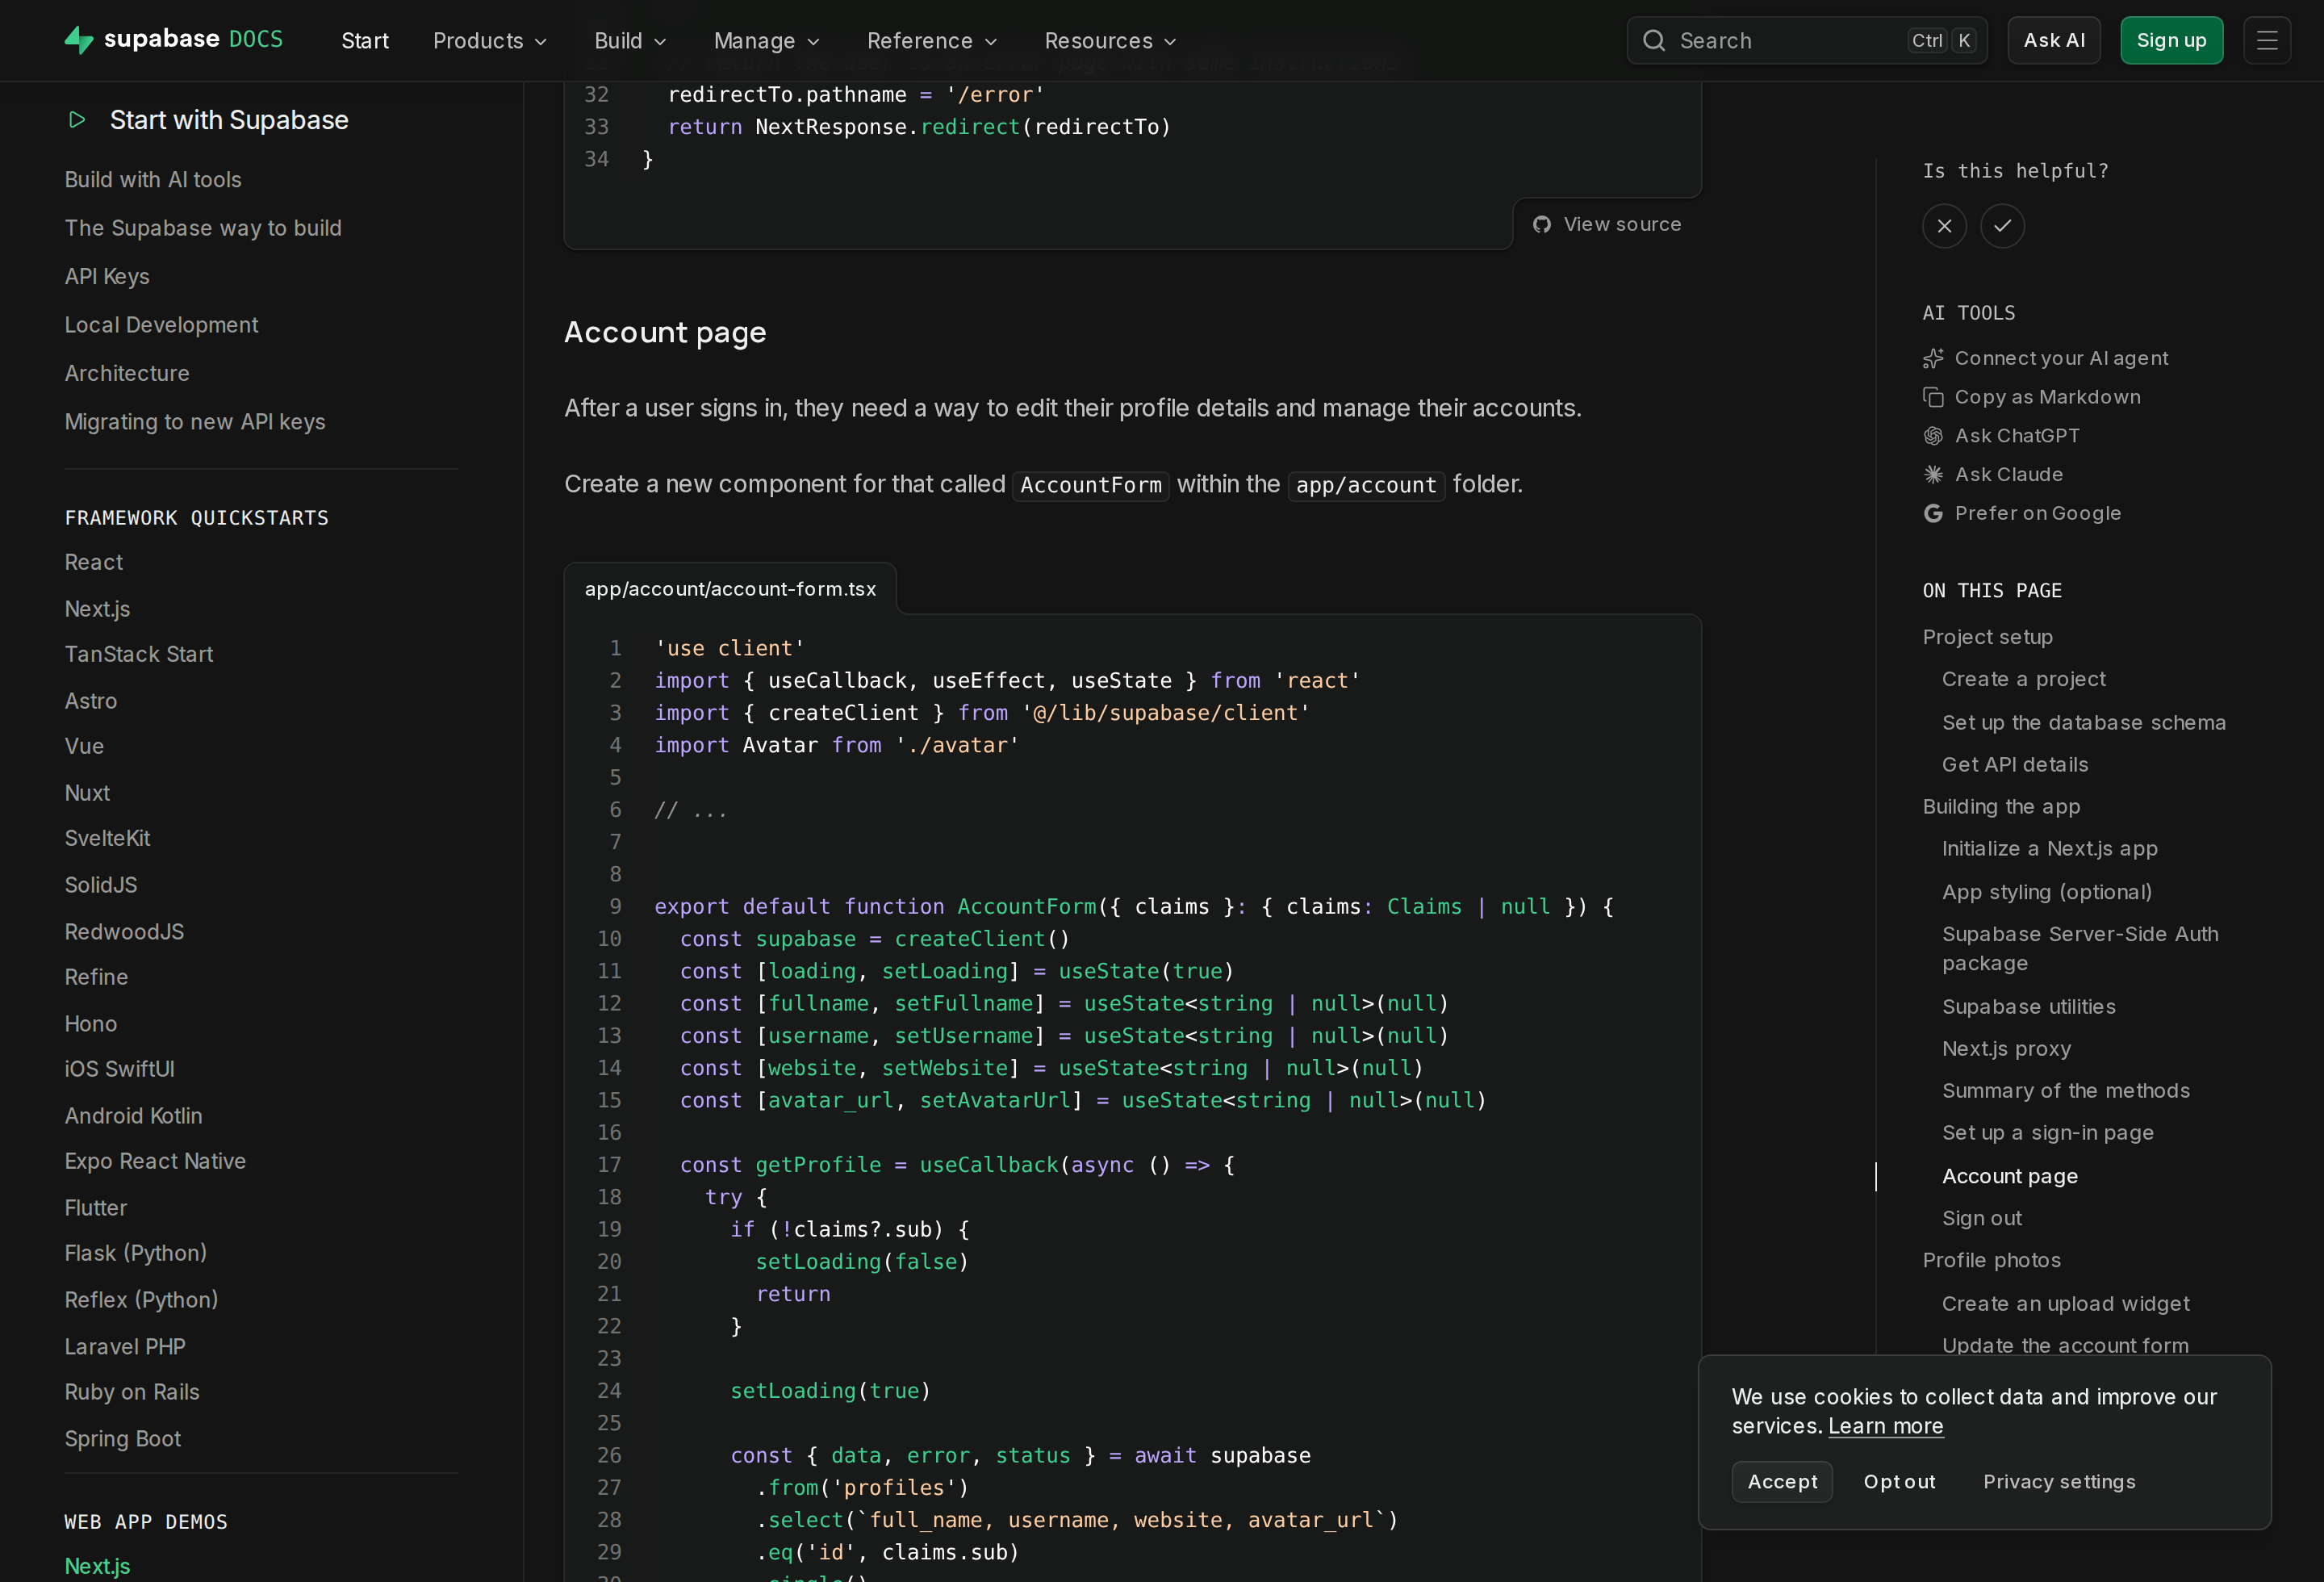 supabase DOCS
Start
Products
Build
Manage
Reference
Resources
Search
Ctrl K
Ask AI
Sign up
Start with Supabase
Build with AI tools
The Supabase way to build
API Keys
Local Development
Architecture
Migrating to new API keys
FRAMEWORK QUICKSTARTS
React
Next.js
TanStack Start
Astro
Vue
Nuxt
SvelteKit
SolidJS
RedwoodJS
Refine
Hono
iOS SwiftUI
Android Kotlin
Expo React Native
Flutter
Flask (Python)
Reflex (Python)
Laravel PHP
Ruby on Rails
Spring Boot
WEB APP DEMOS
Next.js
32 redirectTo.pathname = '/error'
33 return NextResponse.redirect(redirectTo)
34 }
View source
Account page
After a user signs in, they need a way to edit their profile details and manage their accounts.
Create a new component for that called AccountForm within the app/account folder.
app/account/account-form.tsx
1 'use client'
2 import { useCallback, useEffect, useState } from 'react'
3 import { createClient } from '@/lib/supabase/client'
4 import Avatar from './avatar'
5
6 // ...
7
8
9 export default function AccountForm({ claims }: { claims: Claims | null }) {
10 const supabase = createClient()
11 const [loading, setLoading] = useState(true)
12 const [fullname, setFullname] = useState<string | null>(null)
13 const [username, setUsername] = useState<string | null>(null)
14 const [website, setWebsite] = useState<string | null>(null)
15 const [avatar_url, setAvatarUrl] = useState<string | null>(null)
16
17 const getProfile = useCallback(async () => {
18 try {
19 if (!claims?.sub) {
20 setLoading(false)
21 return
22 }
23
24 setLoading(true)
25
26 const { data, error, status } = await supabase
27 .from('profiles')
28 .select(`full_name, username, website, avatar_url`)
29 .eq('id', claims.sub)
Is this helpful?
AI TOOLS
Connect your AI agent
Copy as Markdown
Ask ChatGPT
Ask Claude
Prefer on Google
ON THIS PAGE
Project setup
Create a project
Set up the database schema
Get API details
Building the app
Initialize a Next.js app
App styling (optional)
Supabase Server-Side Auth
package
Supabase utilities
Next.js proxy
Summary of the methods
Set up a sign-in page
Account page
Sign out
Profile photos
Create an upload widget
Update the account form
We use cookies to collect data and improve our
services. Learn more
Accept
Opt out
Privacy settings